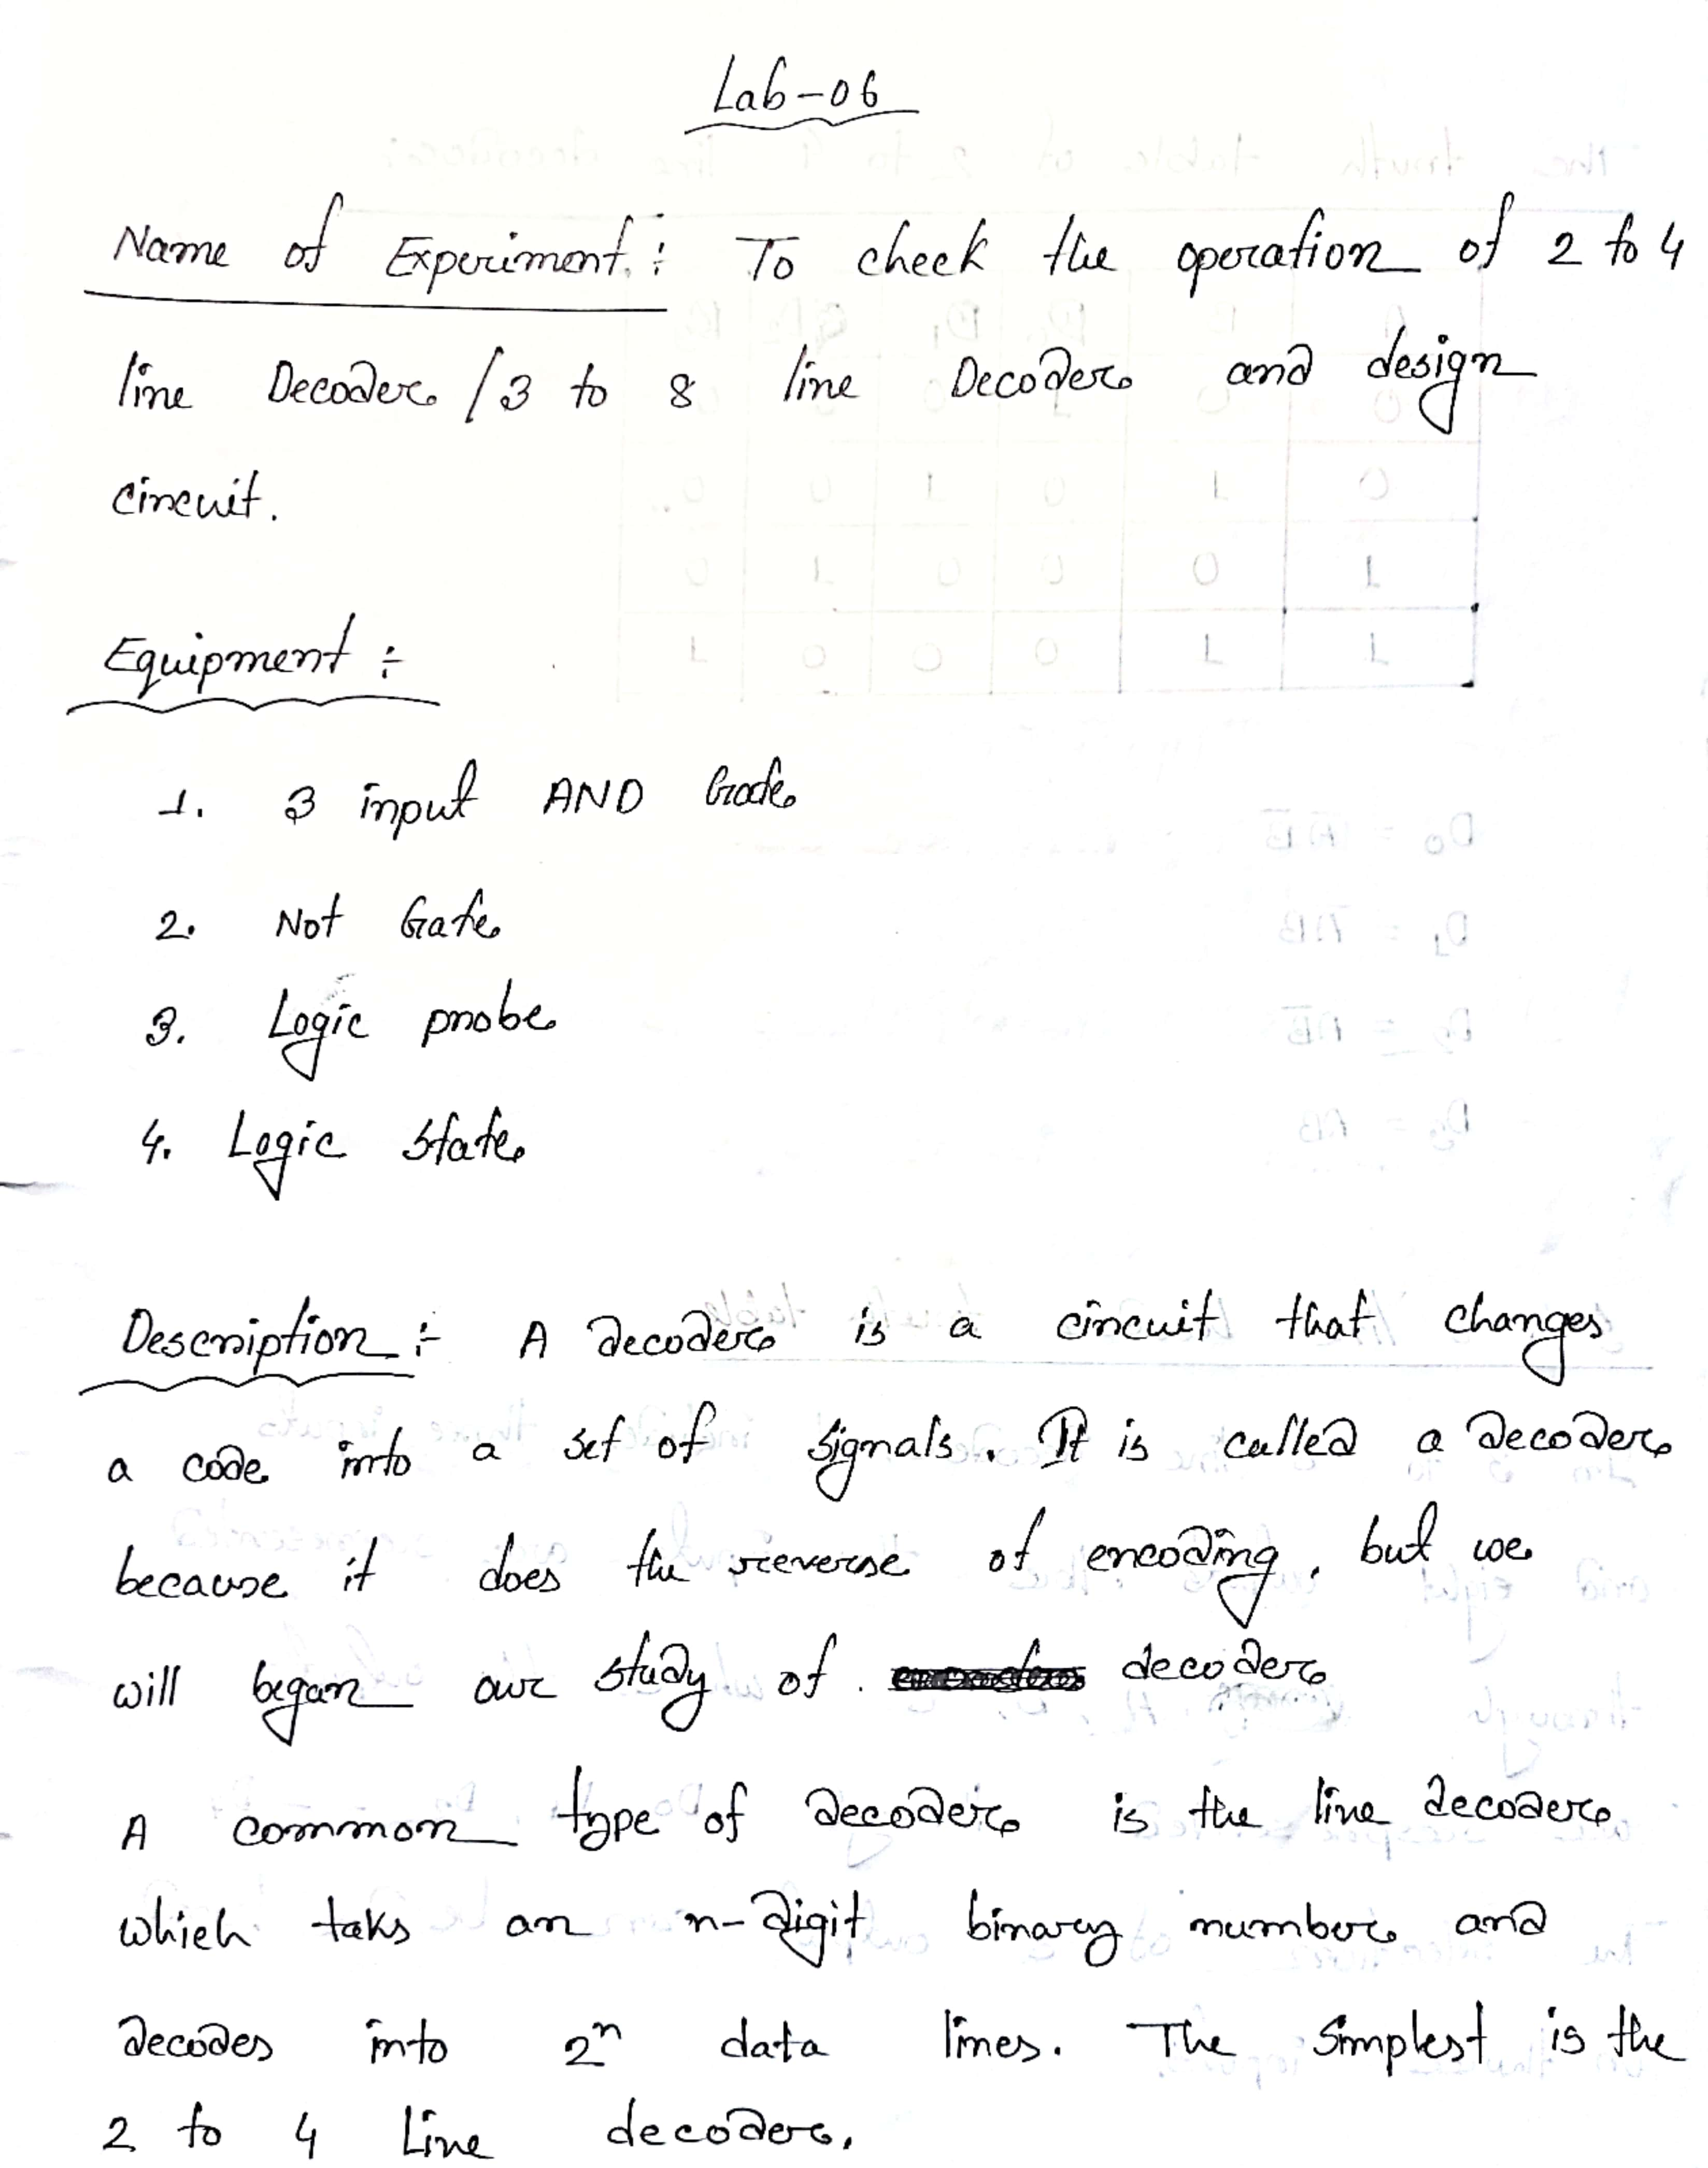 Lab-06
Name of Experiment: To check the operation of 2 to 4
line Decoder / 3 to 8 line Decoder and design
circuit.
Equipment:
1. 3 input AND Gate
2. Not Gate
3. Logic probe
4. Logic State
Description:- A decoder is a circuit that changes
a code into a set of signals. It is called a decoder
because it does the reverse of encoding, but we
will began our study of decoder
A common type of decoder is the line decoder
which taks an n-digit binary number and
decodes into 2ⁿ data lines. The simplest is the
2 to 4 Line decoder.